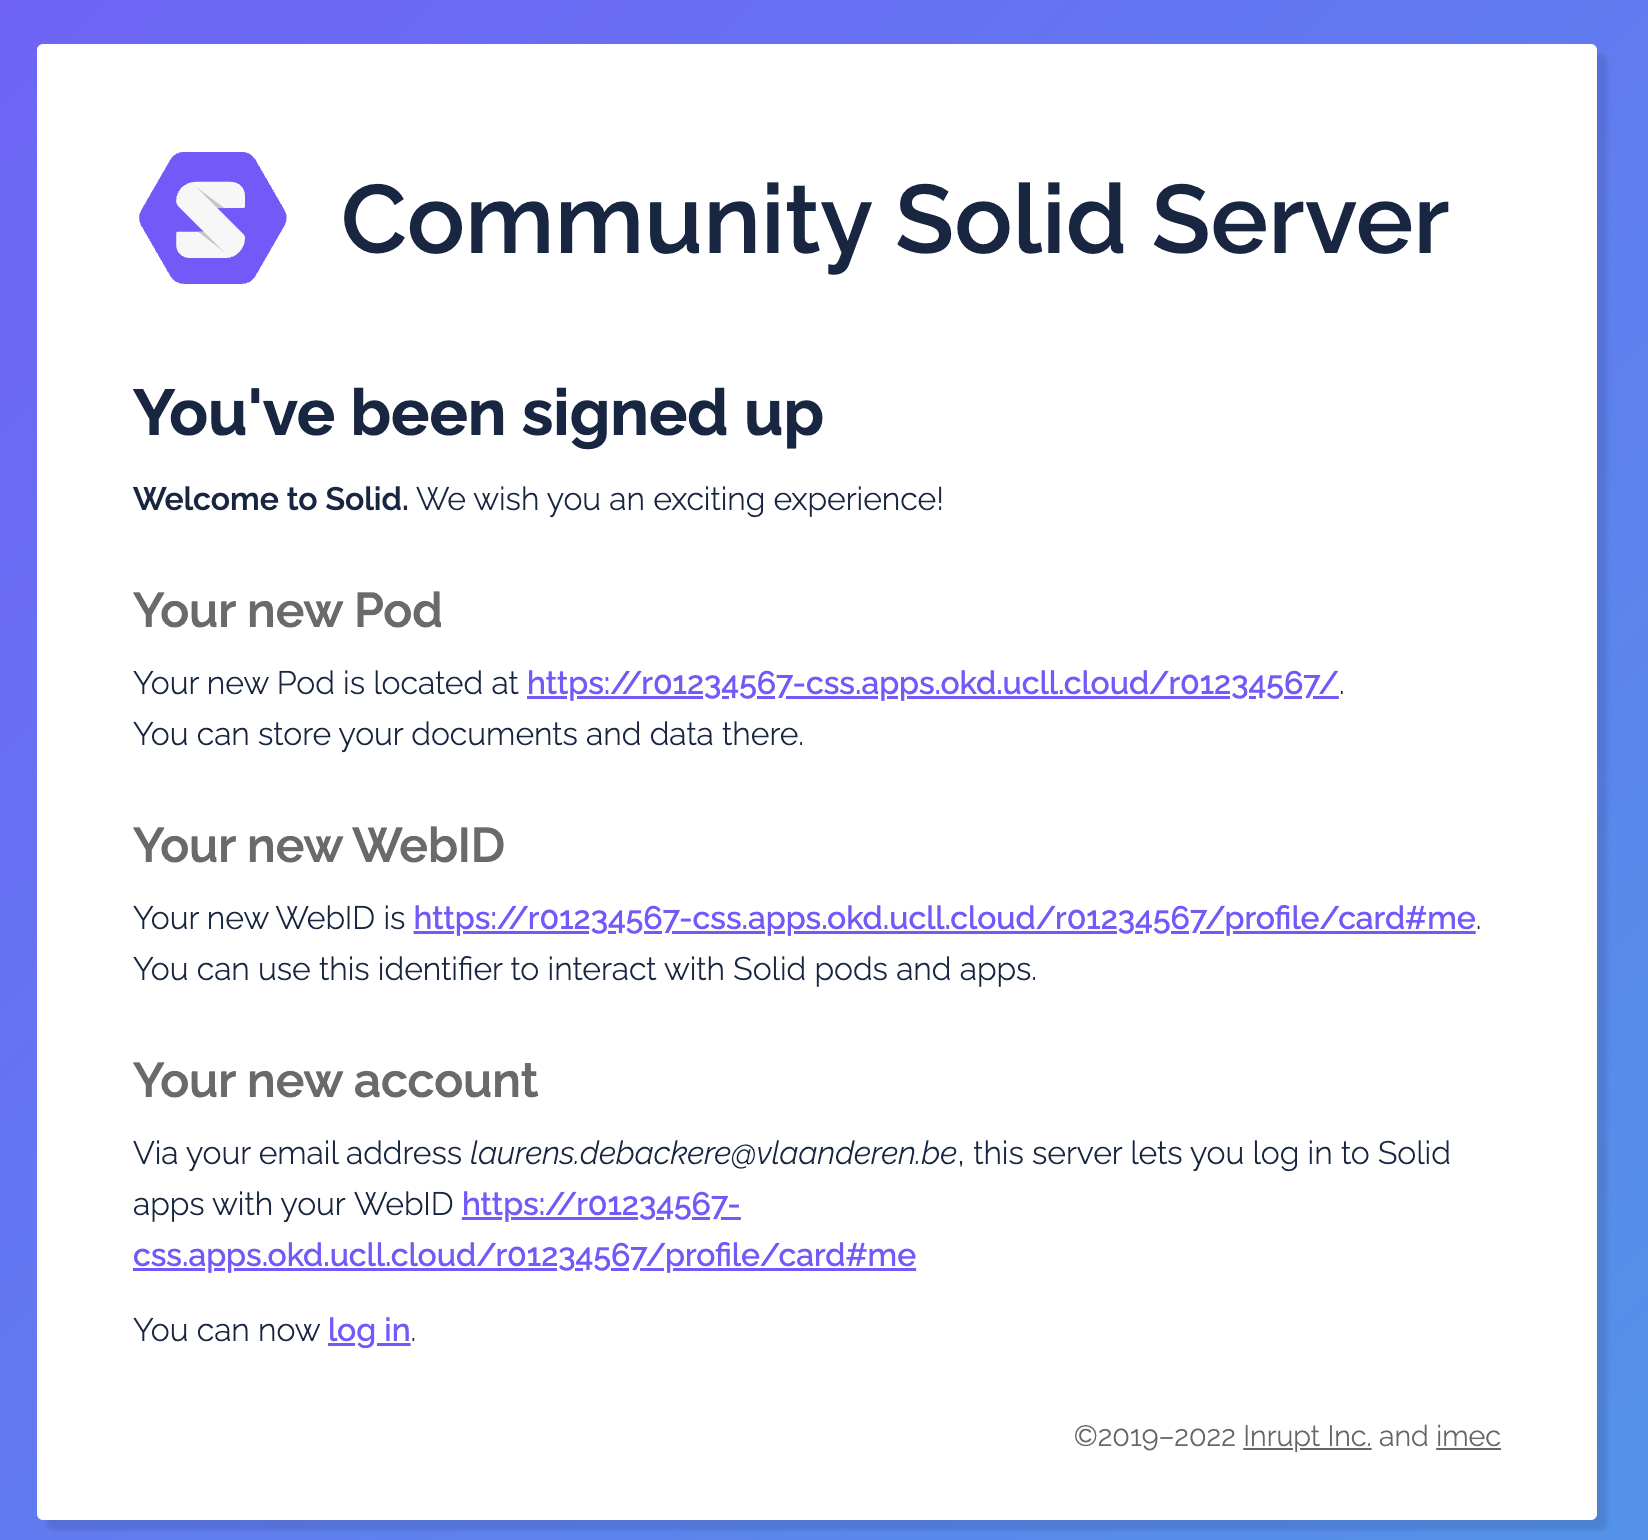 Community Solid Server
You've been signed up
Welcome to Solid. We wish you an exciting experience!
Your new Pod
Your new Pod is located at https://r01234567-css.apps.okd.ucll.cloud/r01234567/.
You can store your documents and data there.
Your new WebID
Your new WebID is https://r01234567-css.apps.okd.ucll.cloud/r01234567/profile/card#me.
You can use this identifier to interact with Solid pods and apps.
Your new account
Via your email address laurens.debackere@vlaanderen.be, this server lets you log in to Solid
apps with your WebID https://r01234567-
css.apps.okd.ucll.cloud/r01234567/profile/card#me
You can now log in.
©2019–2022 Inrupt Inc. and imec